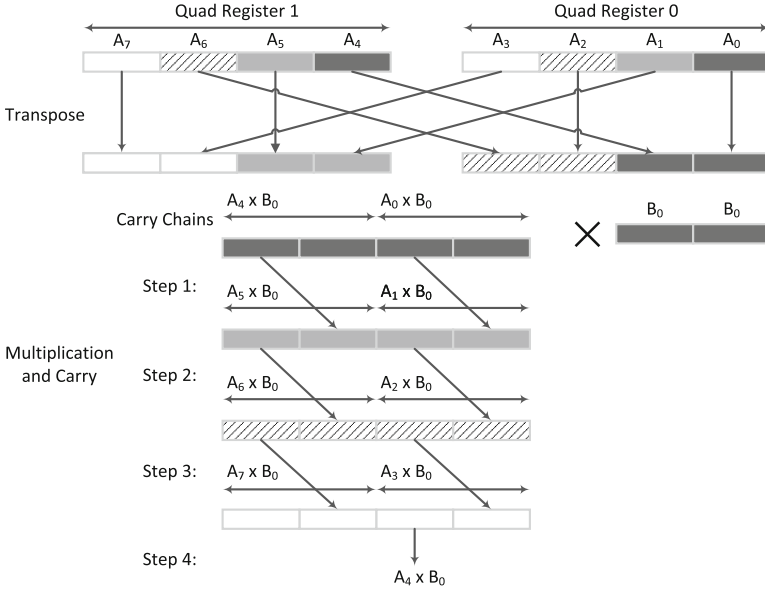 Quad Register 1 Quad Register 0
A7 A6 A5 A4 A3 A2 A1 A0
Transpose
A4 x B0 A0 x B0
Carry Chains
B0 B0
Step 1:
A5 x B0 A1 x B0
Multiplication
and Carry
Step 2:
A6 x B0 A2 x B0
Step 3:
A7 x B0 A3 x B0
Step 4:
A4 x B0